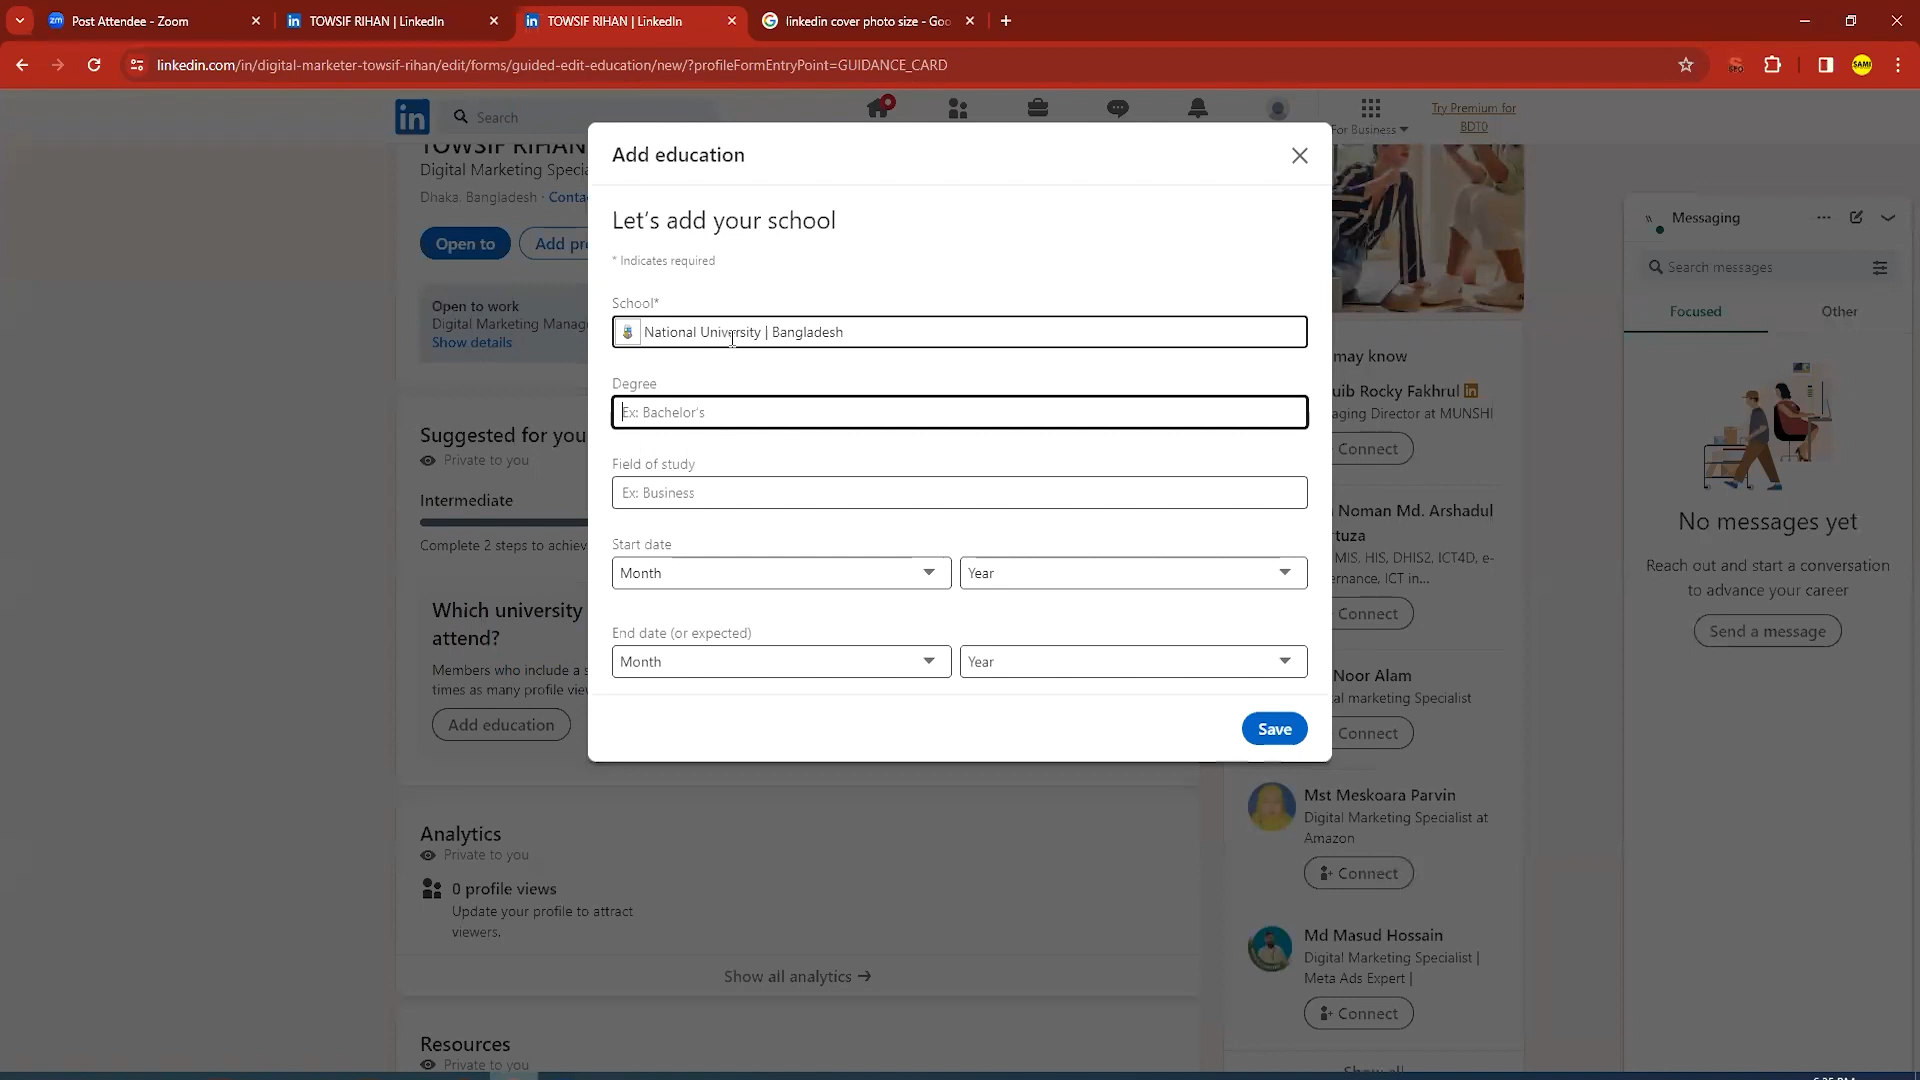 Post Attendee - Zoom
TOWSIF RIHAN | LinkedIn
TOWSIF RIHAN | LinkedIn
linkedin cover photo size - Goo
linkedin.com/in/digital-marketer-towsif-rihan/edit/forms/guided-edit-education/new/?profileFormEntryPoint=GUIDANCE_CARD
SAMI
in
Search
For Business
Try Premium for
BDT0
TOWSIF RIHAN
Digital Marketing Specia
Dhaka, Bangladesh · Conta
Open to
Add pr
Open to work
Digital Marketing Manag
Show details
Suggested for you
Private to you
Intermediate
Complete 2 steps to achiev
Which university
attend?
Members who include a s
times as many profile vie
Add education
Analytics
Private to you
0 profile views
Update your profile to attract
viewers.
Show all analytics →
Resources
Private to you
Add education
Let's add your school
* Indicates required
School*
National University | Bangladesh
Degree
Ex: Bachelor's
Field of study
Ex: Business
Start date
Month
Year
End date (or expected)
Month
Year
Save
may know
uib Rocky Fakhrul
aging Director at MUNSHI
Connect
Noman Md. Arshadul
rtuza
MIS, HIS, DHIS2, ICT4D, e-
ernance, ICT in...
Connect
Noor Alam
al marketing Specialist
Connect
Mst Meskoara Parvin
Digital Marketing Specialist at
Amazon
Connect
Md Masud Hossain
Digital Marketing Specialist |
Meta Ads Expert |
Connect
Messaging
Search messages
Focused
Other
No messages yet
Reach out and start a conversation
to advance your career
Send a message